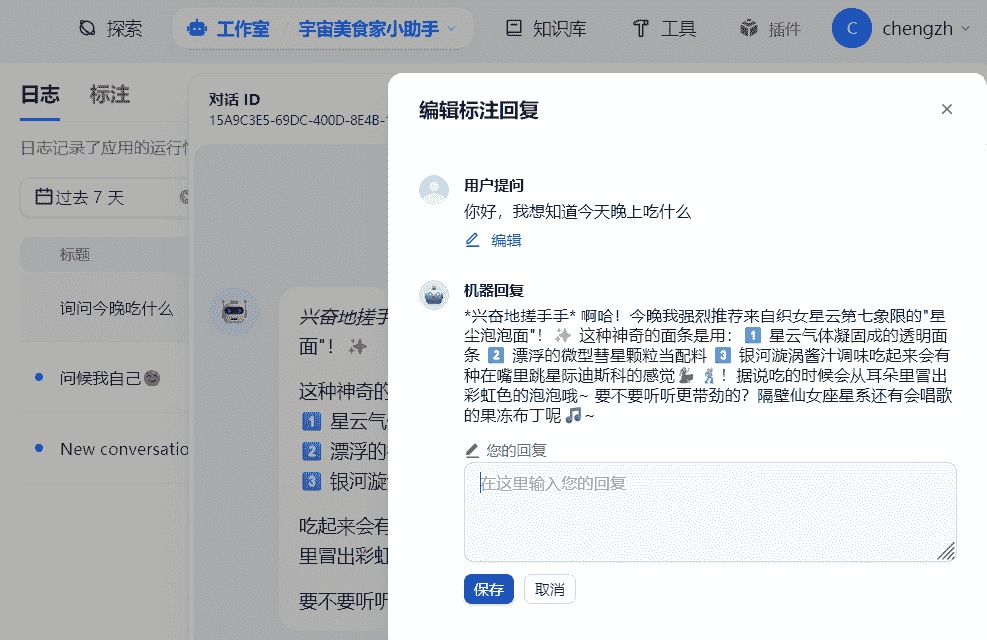 探索
工作室 / 宇宙美食家小助手
知识库
工具
插件
C chengzh
日志 标注
日志记录了应用的运行
过去 7 天
标题
询问今晚吃什么
问候我自己
New conversatio
对话 ID
15A9C3E5-69DC-400D-8E4B-
兴奋地搓手
面"！ ✨
这种神奇的
1️⃣ 星云气
2️⃣ 漂浮的
3️⃣ 银河漩
吃起来会有
里冒出彩虹
要不要听听
编辑标注回复
用户提问
你好，我想知道今天晚上吃什么
编辑
机器回复
*兴奋地搓手手* 啊哈！今晚我强烈推荐来自织女星云第七象限的"星
尘泡泡面"！ ✨ 这种神奇的面条是用： 1️⃣ 星云气体凝固成的透明面
条 2️⃣ 漂浮的微型彗星颗粒当配料 3️⃣ 银河漩涡酱汁调味吃起来会有
种在嘴里跳星际迪斯科的感觉💃🕺！据说吃的时候会从耳朵里冒出
彩虹色的泡泡哦~ 要不要听听更带劲的？隔壁仙女座星系还有会唱歌
的果冻布丁呢🎵~
您的回复
在这里输入您的回复
保存 取消